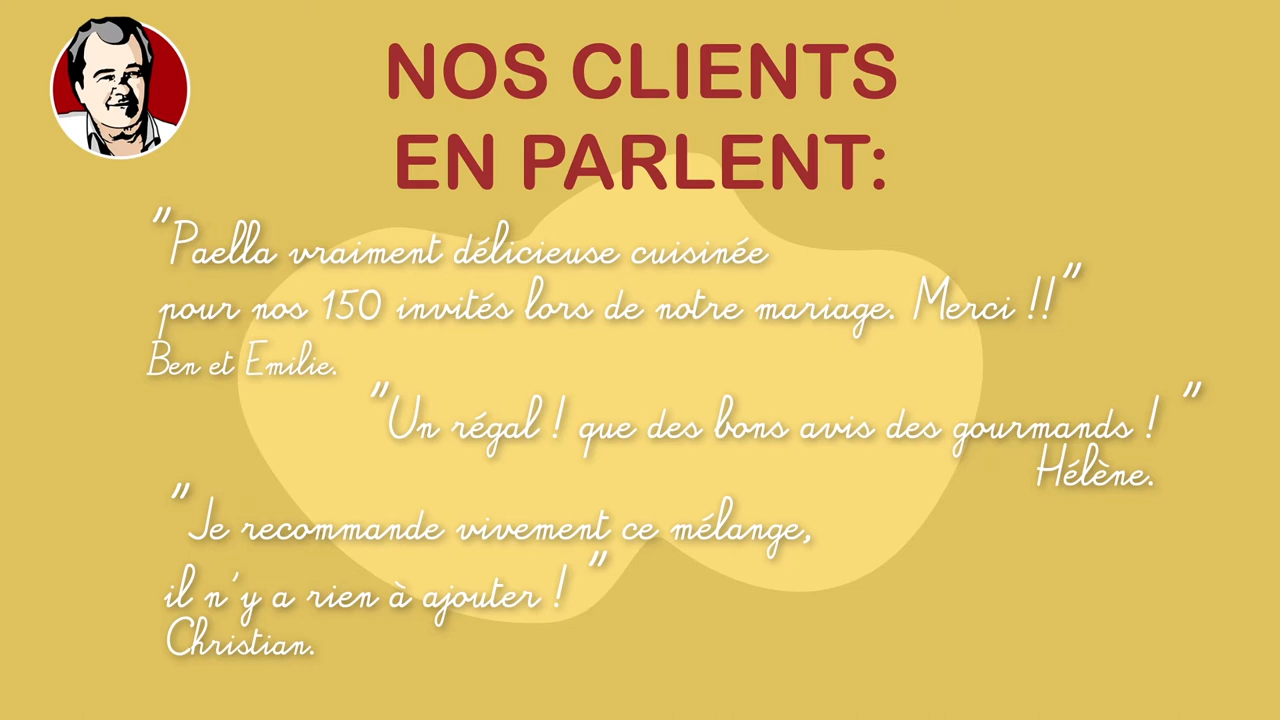 NOS CLIENTS
EN PARLENT:
"Paella vraiment délicieuse cuisinée
pour nos 150 invités lors de notre mariage. Merci !!"
Ben et Emilie.
"Un régal ! que des bons avis des gourmands ! "
Hélène.
"Je recommande vivement ce mélange,
il n'y a rien à ajouter ! "
Christian.